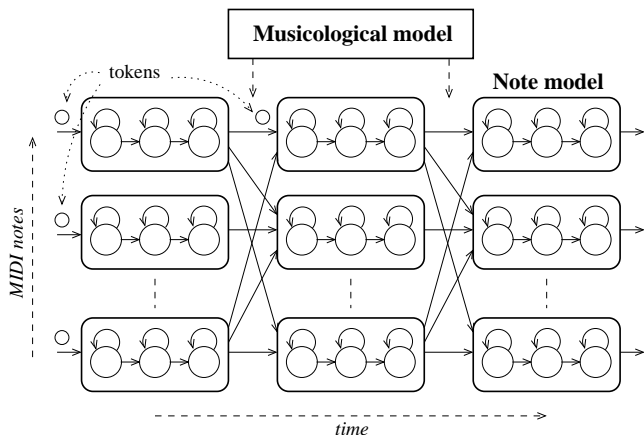 Musicological model
tokens
Note model
MIDI notes
time